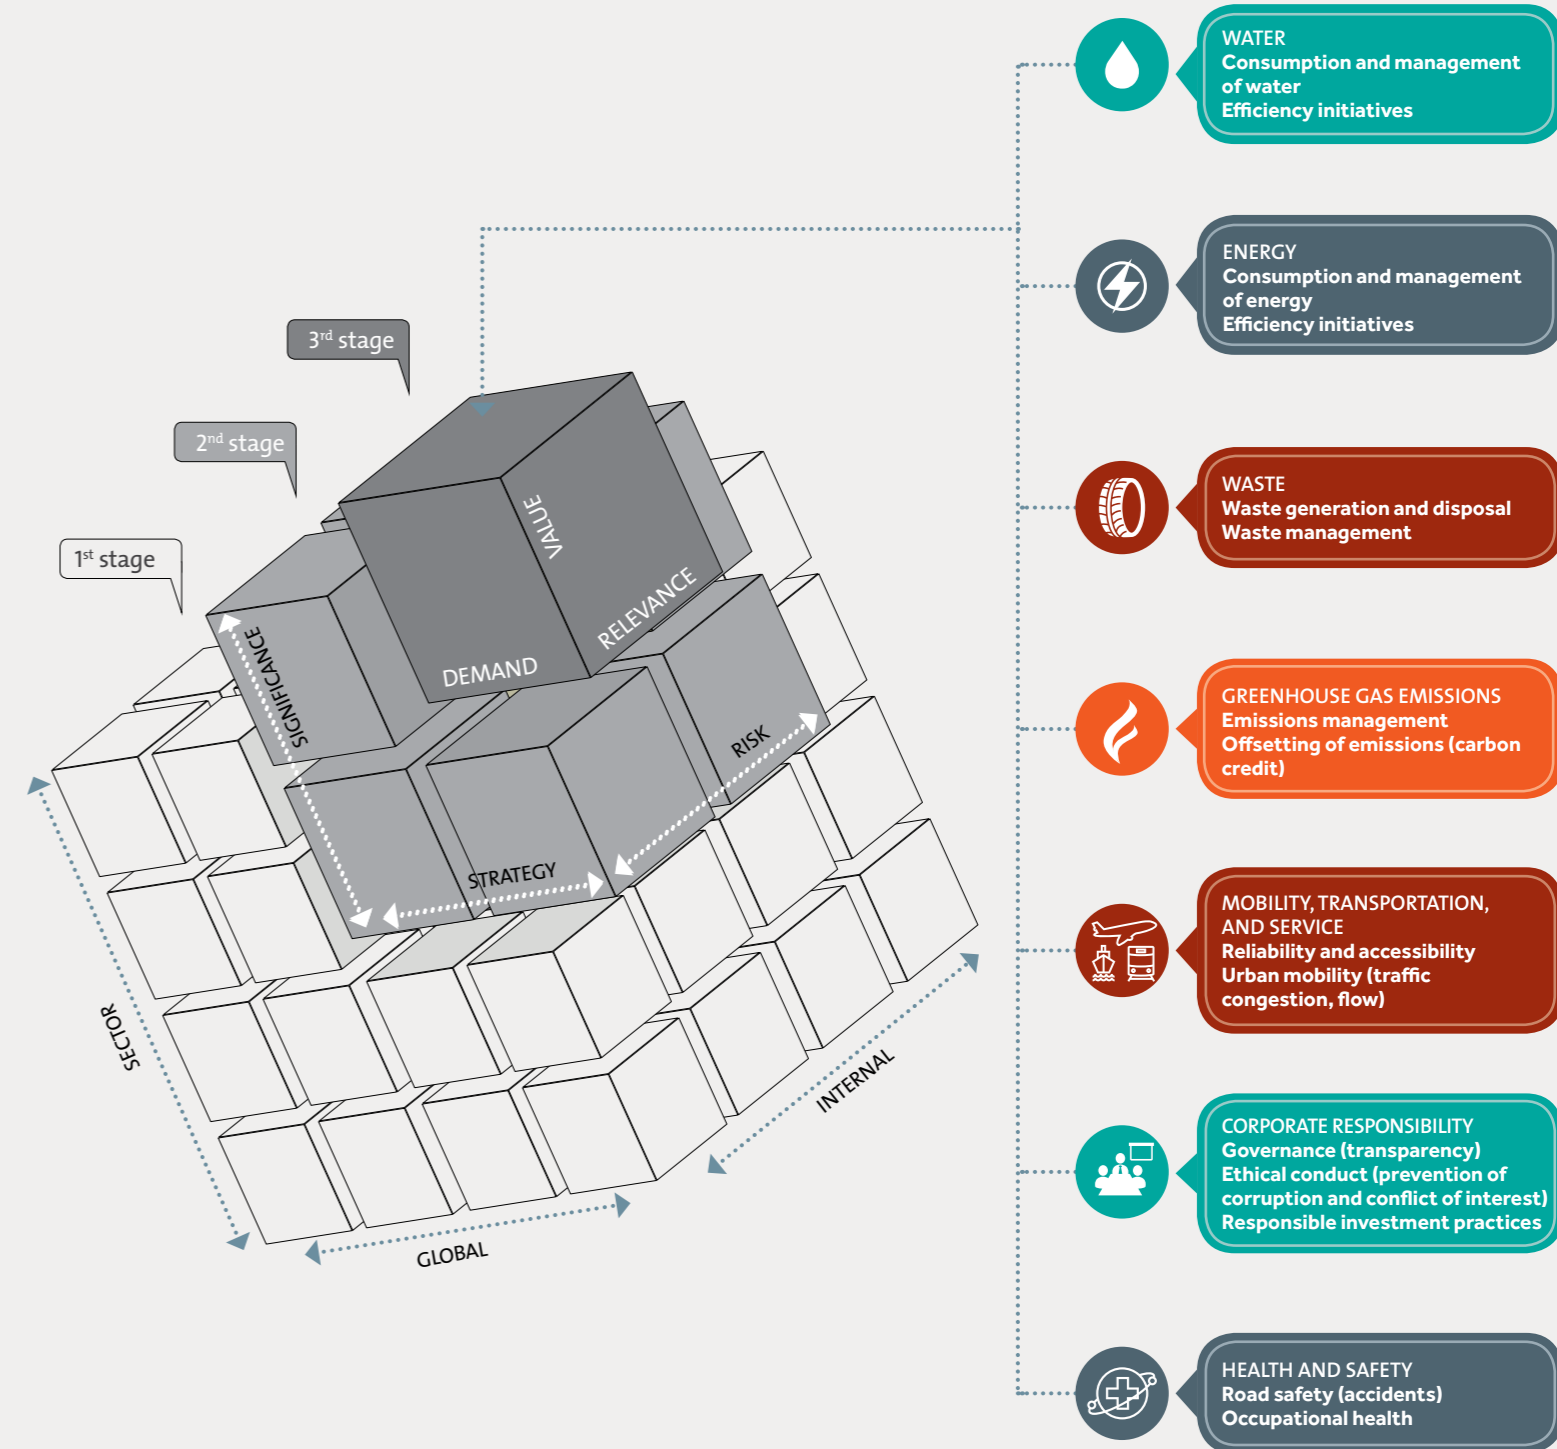 3rd stage
2nd stage
1st stage
VALUE
RELEVANCE
DEMAND
SIGNIFICANCE
RISK
STRATEGY
SECTOR
INTERNAL
GLOBAL
WATER
Consumption and management
of water
Efficiency initiatives
ENERGY
Consumption and management
of energy
Efficiency initiatives
WASTE
Waste generation and disposal
Waste management
GREENHOUSE GAS EMISSIONS
Emissions management
Offsetting of emissions (carbon
credit)
MOBILITY, TRANSPORTATION,
AND SERVICE
Reliability and accessibility
Urban mobility (traffic
congestion, flow)
CORPORATE RESPONSIBILITY
Governance (transparency)
Ethical conduct (prevention of
corruption and conflict of interest)
Responsible investment practices
HEALTH AND SAFETY
Road safety (accidents)
Occupational health